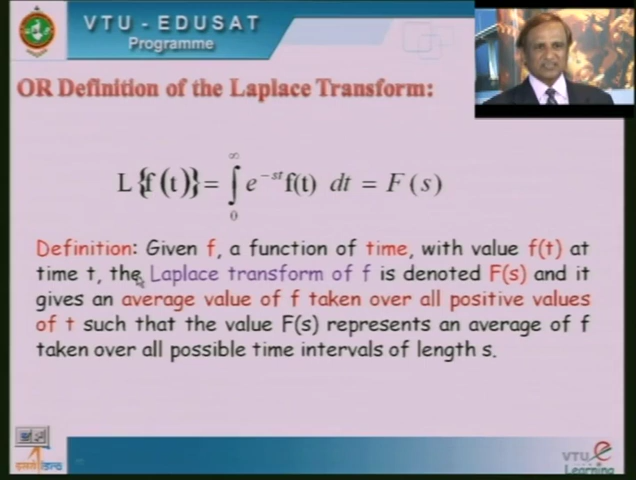 VTU - EDUSAT
Programme
OR Definition of the Laplace Transform:
L{f(t)} = ∫₀^∞ e^{-st} f(t) dt = F(s)
Definition: Given f, a function of time, with value f(t) at
time t, the Laplace transform of f is denoted F(s) and it
gives an average value of f taken over all positive values
of t such that the value F(s) represents an average of f
taken over all possible time intervals of length s.
VTU e
Learning